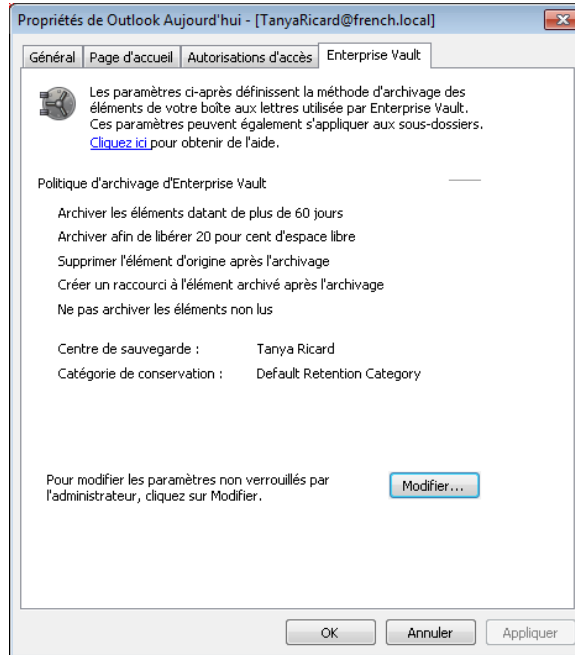 Propriétés de Outlook Aujourd'hui - [TanyaRicard@french.local]
Général Page d'accueil Autorisations d'accès Enterprise Vault
Les paramètres ci-après définissent la méthode d'archivage des
éléments de votre boîte aux lettres utilisée par Enterprise Vault.
Ces paramètres peuvent également s'appliquer aux sous-dossiers.
Cliquez ici pour obtenir de l'aide.
Politique d'archivage d'Enterprise Vault
Archiver les éléments datant de plus de 60 jours
Archiver afin de libérer 20 pour cent d'espace libre
Supprimer l'élément d'origine après l'archivage
Créer un raccourci à l'élément archivé après l'archivage
Ne pas archiver les éléments non lus
Centre de sauvegarde : Tanya Ricard
Catégorie de conservation : Default Retention Category
Pour modifier les paramètres non verrouillés par
l'administrateur, cliquez sur Modifier.
Modifier...
OK Annuler Appliquer